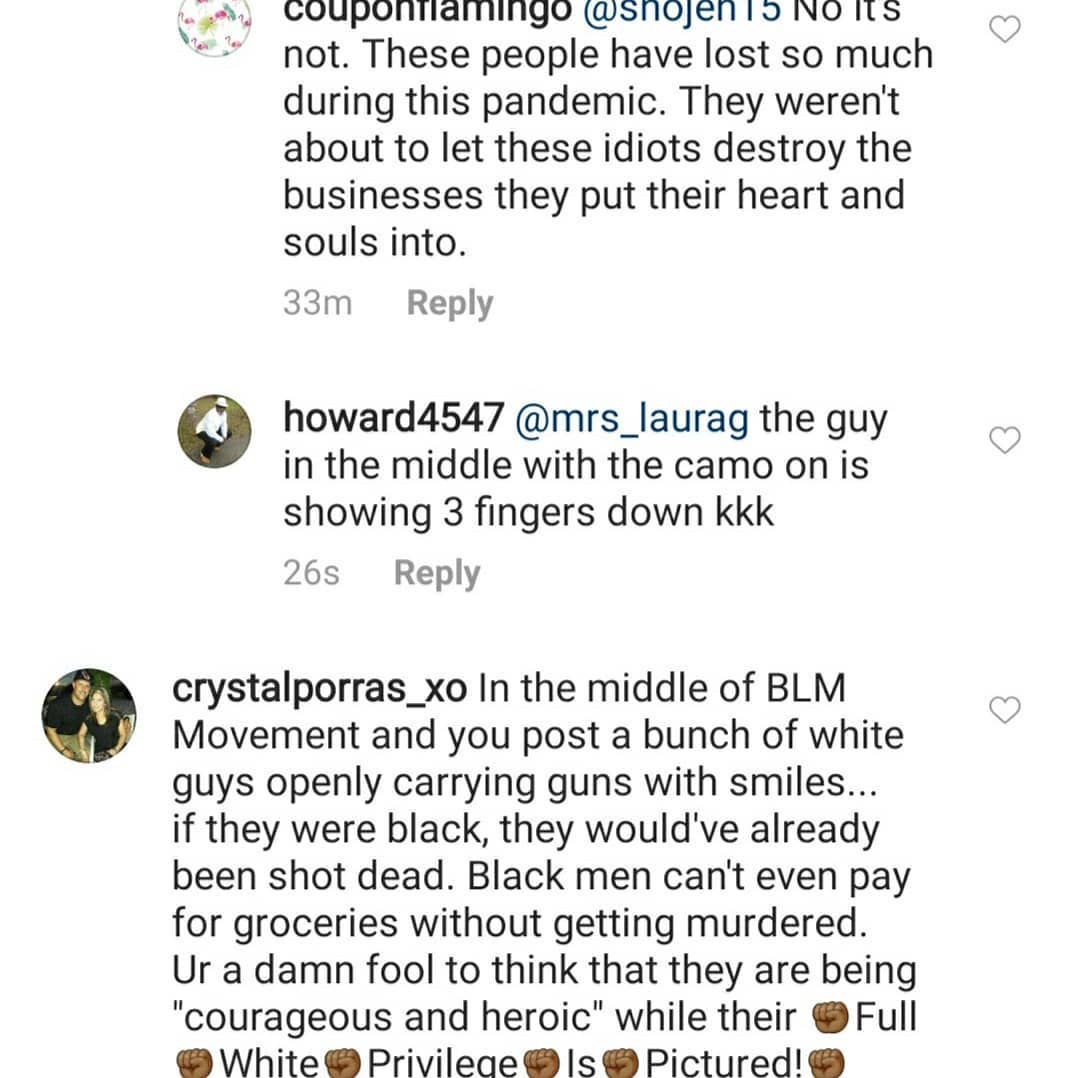 couponflamingo @shojen15 No it's
not. These people have lost so much
during this pandemic. They weren't
about to let these idiots destroy the
businesses they put their heart and
souls into.
33m Reply
howard4547 @mrs_laurag the guy
in the middle with the camo on is
showing 3 fingers down kkk
26s Reply
crystalporras_xo In the middle of BLM
Movement and you post a bunch of white
guys openly carrying guns with smiles...
if they were black, they would've already
been shot dead. Black men can't even pay
for groceries without getting murdered.
Ur a damn fool to think that they are being
"courageous and heroic" while their ✊🏾Full
✊🏾White✊🏾Privilege✊🏾Is✊🏾Pictured!✊🏾